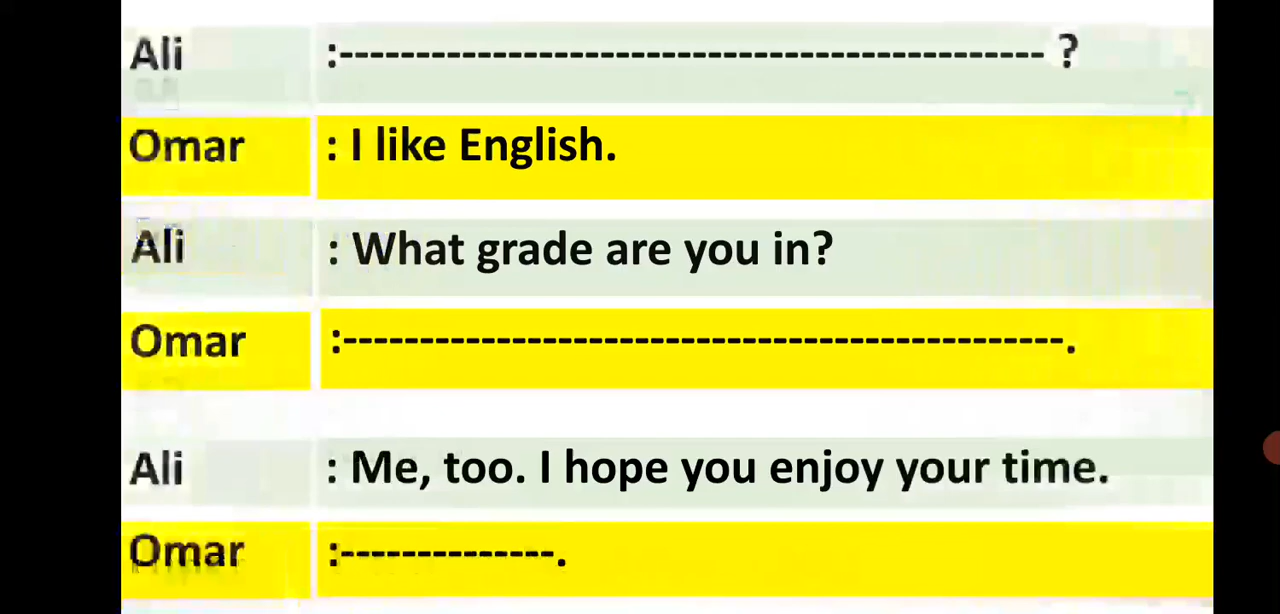 Ali :---------------------------------------------- ?
Omar : I like English.
Ali : What grade are you in?
Omar :-----------------------------------------------.
Ali : Me, too. I hope you enjoy your time.
Omar :--------------.